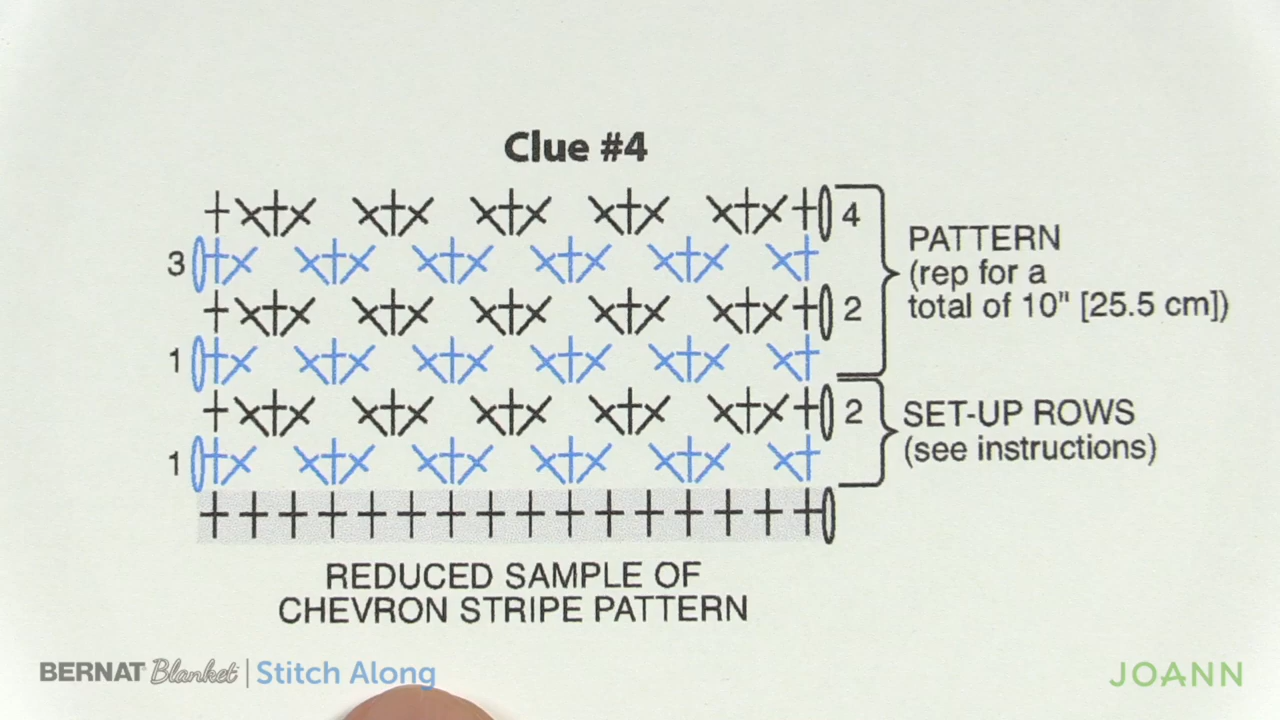 Clue #4
4
PATTERN
(rep for a
total of 10" [25.5 cm])
3
2
1
2
SET-UP ROWS
(see instructions)
1
REDUCED SAMPLE OF
CHEVRON STRIPE PATTERN
BERNAT Blanket | Stitch Along
JOANN